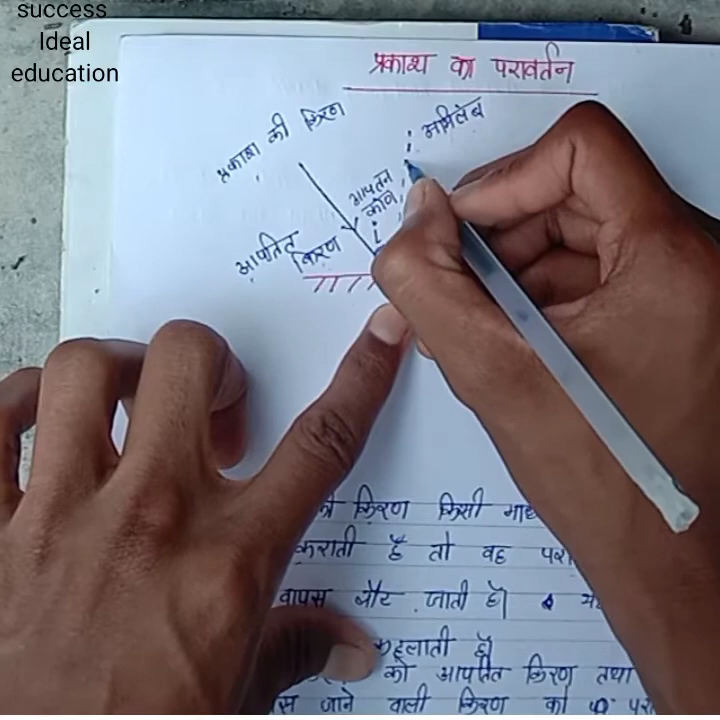 success
Ideal
education
प्रकाश का परावर्तन
प्रकाश की किरण
अभिलंब
आपतन
कोण
i
आपतित
किरण
किरण किसी
कराती है तो वह
वापस लौट जाती है।
कहलाती है।
को आपतित किरण तथा
जाने वाली किरण को